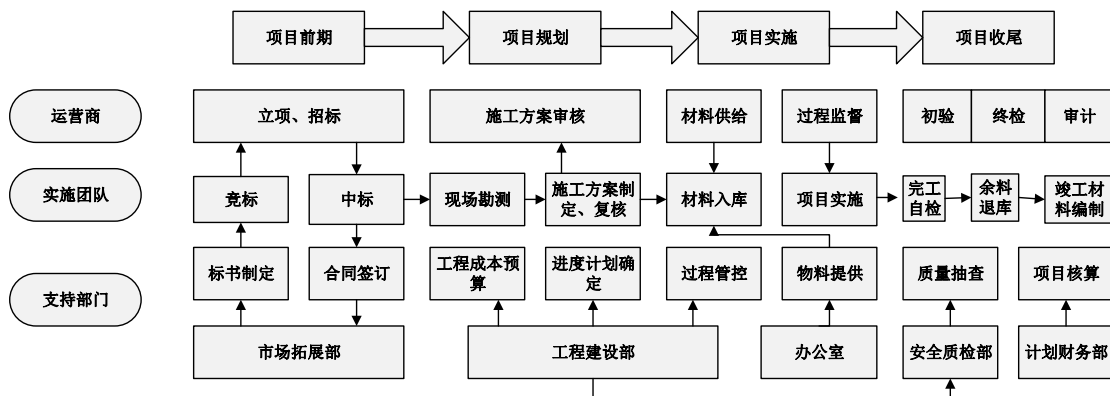 项目前期
项目规划
项目实施
项目收尾
运营商
立项、招标
施工方案审核
材料供给
过程监督
初验
终检
审计
实施团队
竞标
中标
现场勘测
施工方案制
定、复核
材料入库
项目实施
完工
自检
余料
退库
竣工材
料编制
支持部门
标书制定
合同签订
工程成本预
算
进度计划确
定
过程管控
物料提供
质量抽查
项目核算
市场拓展部
工程建设部
办公室
安全质检部
计划财务部